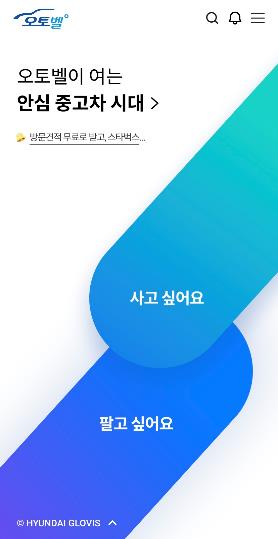 오토벨
오토벨이 여는
안심 중고차 시대
방문견적 무료로 받고, 스타벅스...
사고 싶어요
팔고 싶어요
© HYUNDAI GLOVIS